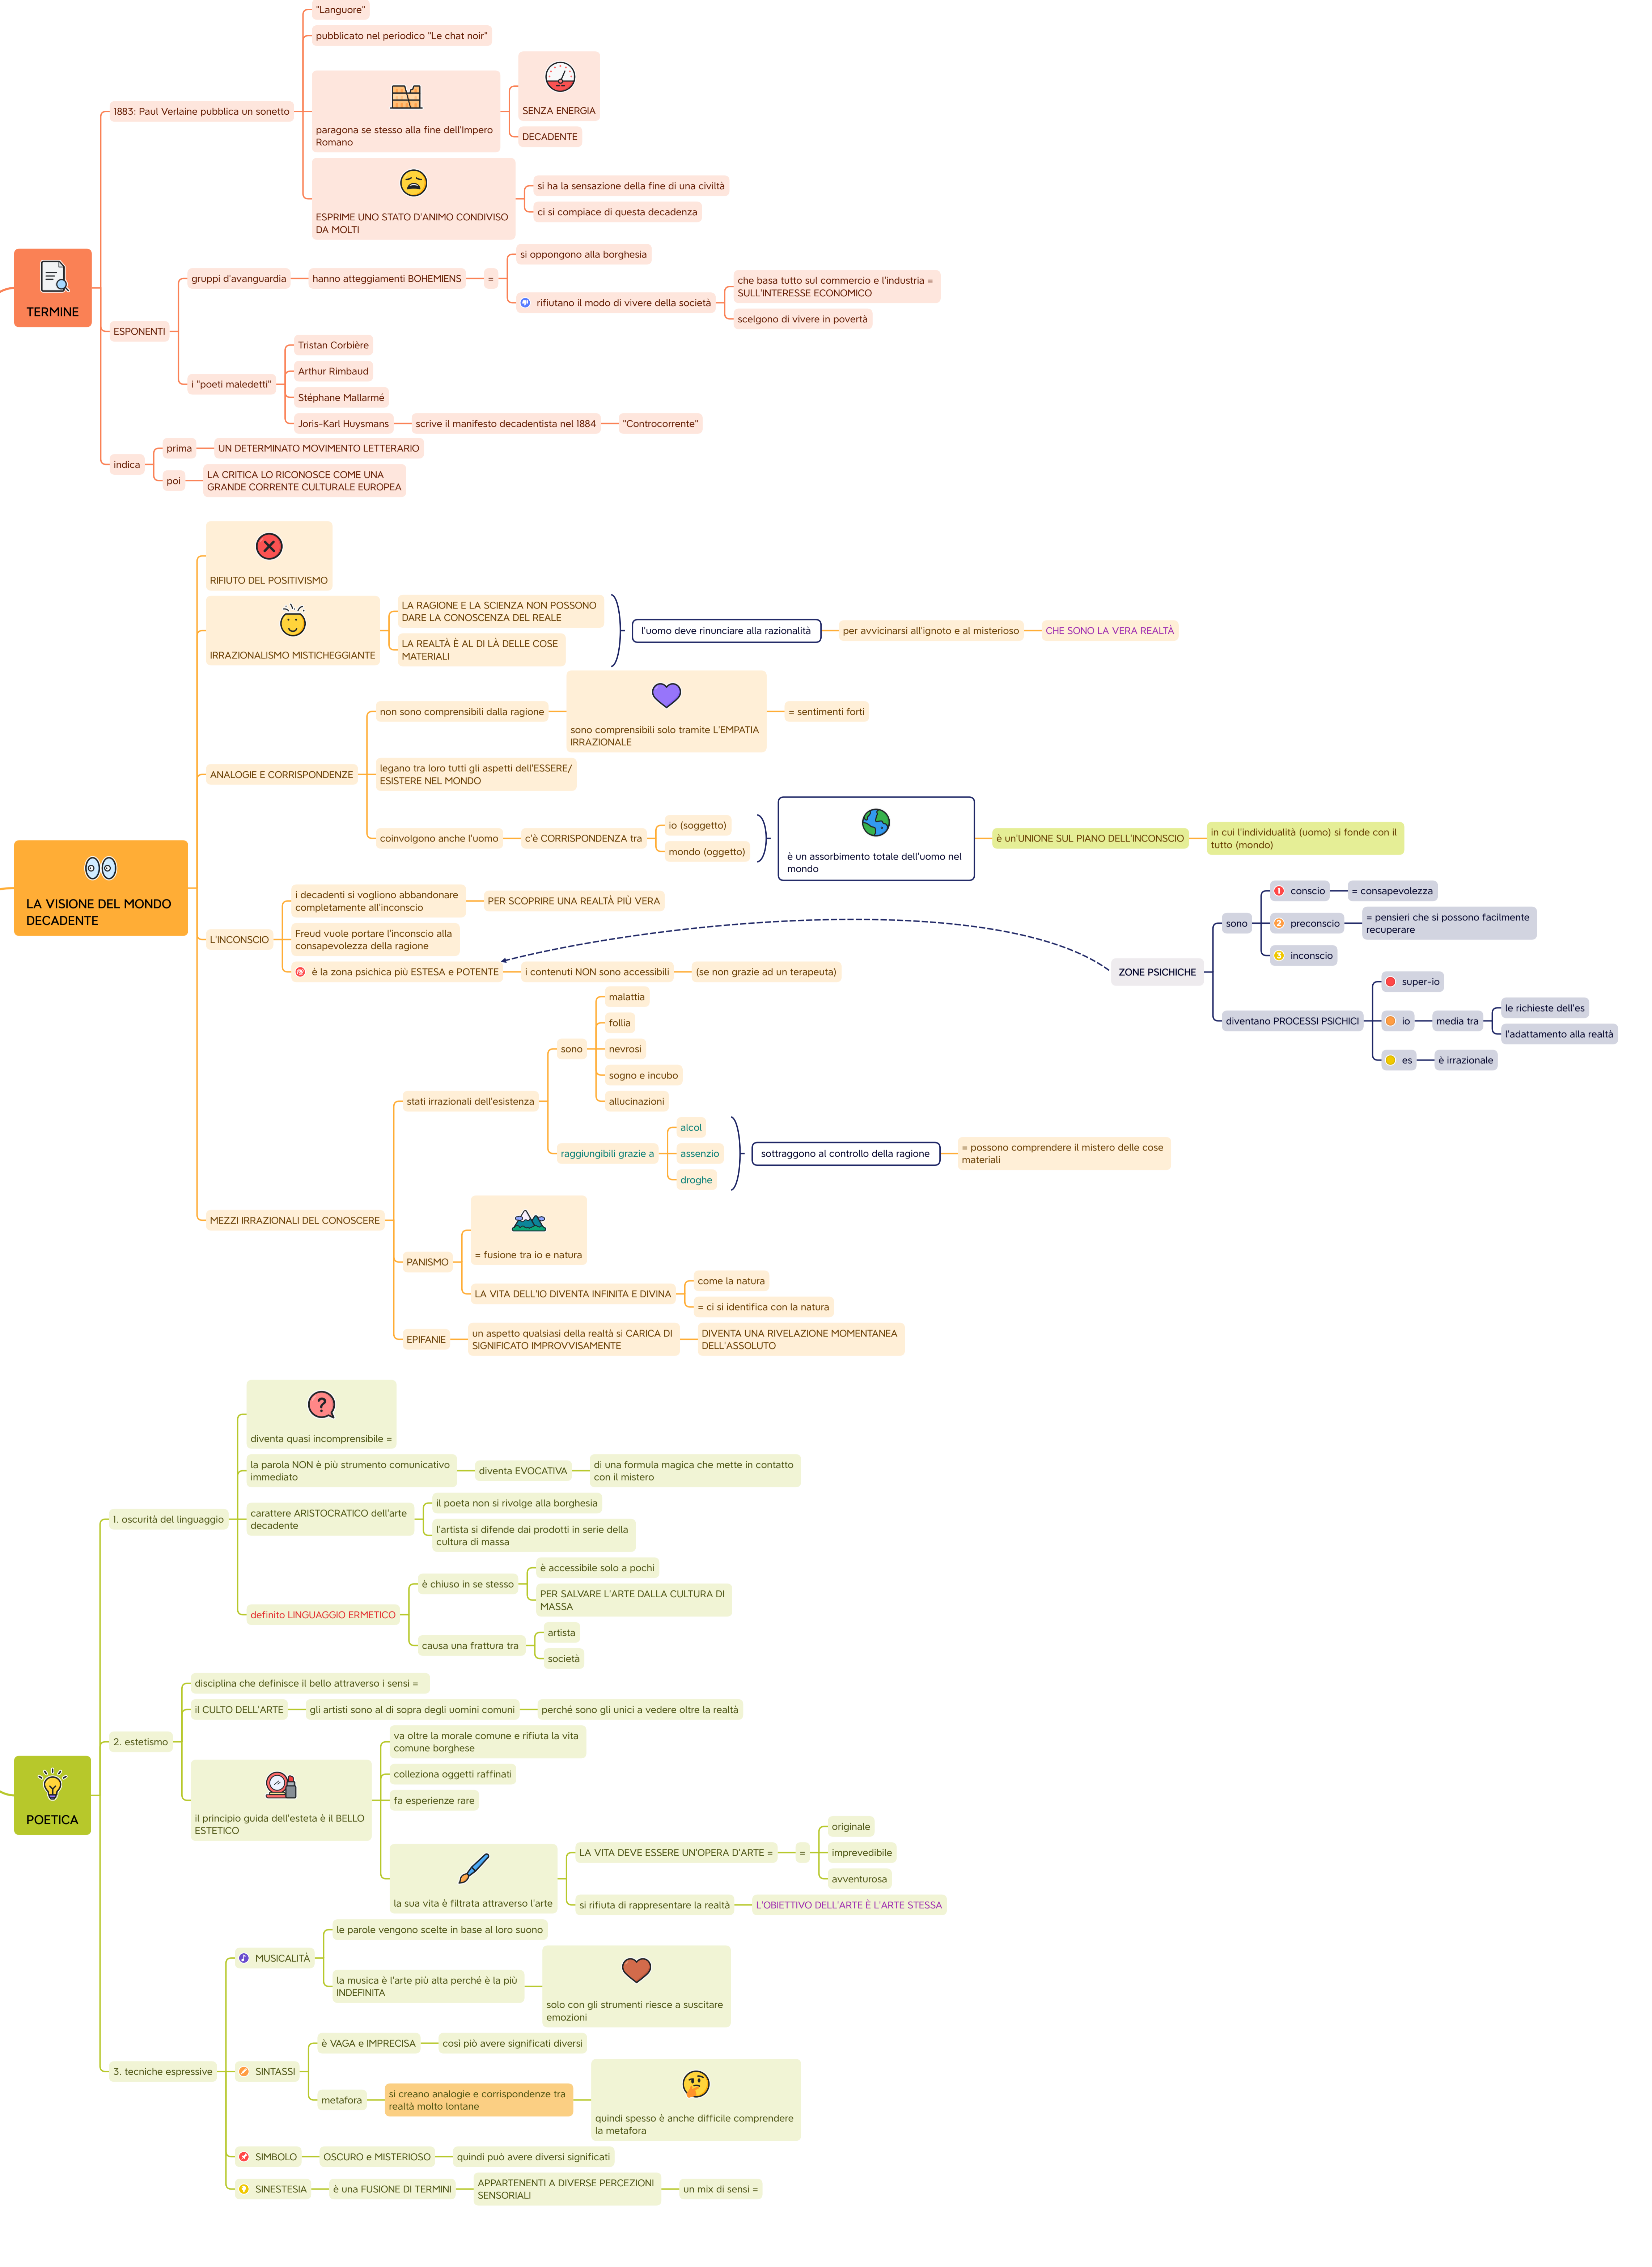 TERMINE
1883: Paul Verlaine pubblica un sonetto
"Languore"
pubblicato nel periodico "Le chat noir"
paragona se stesso alla fine dell'Impero
Romano
SENZA ENERGIA
DECADENTE
ESPRIME UNO STATO D'ANIMO CONDIVISO
DA MOLTI
si ha la sensazione della fine di una civiltà
ci si compiace di questa decadenza
ESPONENTI
gruppi d'avanguardia
hanno atteggiamenti BOHEMIENS
=
si oppongono alla borghesia
rifiutano il modo di vivere della società
che basa tutto sul commercio e l'industria =
SULL'INTERESSE ECONOMICO
scelgono di vivere in povertà
i "poeti maledetti"
Tristan Corbière
Arthur Rimbaud
Stéphane Mallarmé
Joris-Karl Huysmans
scrive il manifesto decadentista nel 1884
"Controcorrente"
indica
prima
UN DETERMINATO MOVIMENTO LETTERARIO
poi
LA CRITICA LO RICONOSCE COME UNA
GRANDE CORRENTE CULTURALE EUROPEA
LA VISIONE DEL MONDO
DECADENTE
RIFIUTO DEL POSITIVISMO
IRRAZIONALISMO MISTICHEGGIANTE
LA RAGIONE E LA SCIENZA NON POSSONO
DARE LA CONOSCENZA DEL REALE
LA REALTÀ È AL DI LÀ DELLE COSE
MATERIALI
l'uomo deve rinunciare alla razionalità
per avvicinarsi all'ignoto e al misterioso
CHE SONO LA VERA REALTÀ
ANALOGIE E CORRISPONDENZE
non sono comprensibili dalla ragione
sono comprensibili solo tramite L'EMPATIA
IRRAZIONALE
= sentimenti forti
legano tra loro tutti gli aspetti dell'ESSERE/
ESISTERE NEL MONDO
coinvolgono anche l'uomo
c'è CORRISPONDENZA tra
io (soggetto)
mondo (oggetto)
è un assorbimento totale dell'uomo nel
mondo
è un'UNIONE SUL PIANO DELL'INCONSCIO
in cui l'individualità (uomo) si fonde con il
tutto (mondo)
L'INCONSCIO
i decadenti si vogliono abbandonare
completamente all'inconscio
PER SCOPRIRE UNA REALTÀ PIÙ VERA
Freud vuole portare l'inconscio alla
consapevolezza della ragione
è la zona psichica più ESTESA e POTENTE
i contenuti NON sono accessibili
(se non grazie ad un terapeuta)
ZONE PSICHICHE
sono
1 conscio
= consapevolezza
2 preconscio
= pensieri che si possono facilmente
recuperare
3 inconscio
diventano PROCESSI PSICHICI
super-io
io
media tra
le richieste dell'es
l'adattamento alla realtà
es
è irrazionale
MEZZI IRRAZIONALI DEL CONOSCERE
stati irrazionali dell'esistenza
sono
malattia
follia
nevrosi
sogno e incubo
allucinazioni
raggiungibili grazie a
alcol
assenzio
droghe
sottraggono al controllo della ragione
= possono comprendere il mistero delle cose
materiali
PANISMO
= fusione tra io e natura
LA VITA DELL'IO DIVENTA INFINITA E DIVINA
come la natura
= ci si identifica con la natura
EPIFANIE
un aspetto qualsiasi della realtà si CARICA DI
SIGNIFICATO IMPROVVISAMENTE
DIVENTA UNA RIVELAZIONE MOMENTANEA
DELL'ASSOLUTO
POETICA
1. oscurità del linguaggio
diventa quasi incomprensibile =
la parola NON è più strumento comunicativo
immediato
diventa EVOCATIVA
di una formula magica che mette in contatto
con il mistero
carattere ARISTOCRATICO dell'arte
decadente
il poeta non si rivolge alla borghesia
l'artista si difende dai prodotti in serie della
cultura di massa
definito LINGUAGGIO ERMETICO
è chiuso in se stesso
è accessibile solo a pochi
PER SALVARE L'ARTE DALLA CULTURA DI
MASSA
causa una frattura tra
artista
società
2. estetismo
disciplina che definisce il bello attraverso i sensi =
il CULTO DELL'ARTE
gli artisti sono al di sopra degli uomini comuni
perché sono gli unici a vedere oltre la realtà
il principio guida dell'esteta è il BELLO
ESTETICO
va oltre la morale comune e rifiuta la vita
comune borghese
colleziona oggetti raffinati
fa esperienze rare
la sua vita è filtrata attraverso l'arte
LA VITA DEVE ESSERE UN'OPERA D'ARTE =
=
originale
imprevedibile
avventurosa
si rifiuta di rappresentare la realtà
L'OBIETTIVO DELL'ARTE È L'ARTE STESSA
3. tecniche espressive
MUSICALITÀ
le parole vengono scelte in base al loro suono
la musica è l'arte più alta perché è la più
INDEFINITA
solo con gli strumenti riesce a suscitare
emozioni
SINTASSI
è VAGA e IMPRECISA
così piò avere significati diversi
metafora
si creano analogie e corrispondenze tra
realtà molto lontane
quindi spesso è anche difficile comprendere
la metafora
SIMBOLO
OSCURO e MISTERIOSO
quindi può avere diversi significati
SINESTESIA
è una FUSIONE DI TERMINI
APPARTENENTI A DIVERSE PERCEZIONI
SENSORIALI
un mix di sensi =